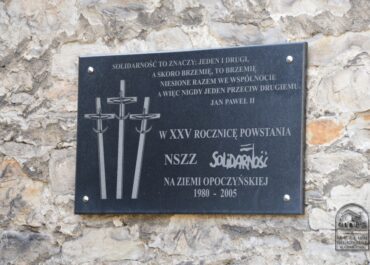 SOLIDARNOŚĆ TO ZNACZY: JEDEN I DRUGI,
A SKORO BRZEMIĘ, TO BRZEMIĘ
NIESIONE RAZEM WE WSPÓLNOCIE
A WIĘC NIGDY JEDEN PRZECIW DRUGIEMU
JAN PAWEŁ II
W XXV ROCZNICĘ POWSTANIA
NSZZ SOLIDARNOŚĆ
NA ZIEMI OPOCZYŃSKIEJ
1980 - 2005